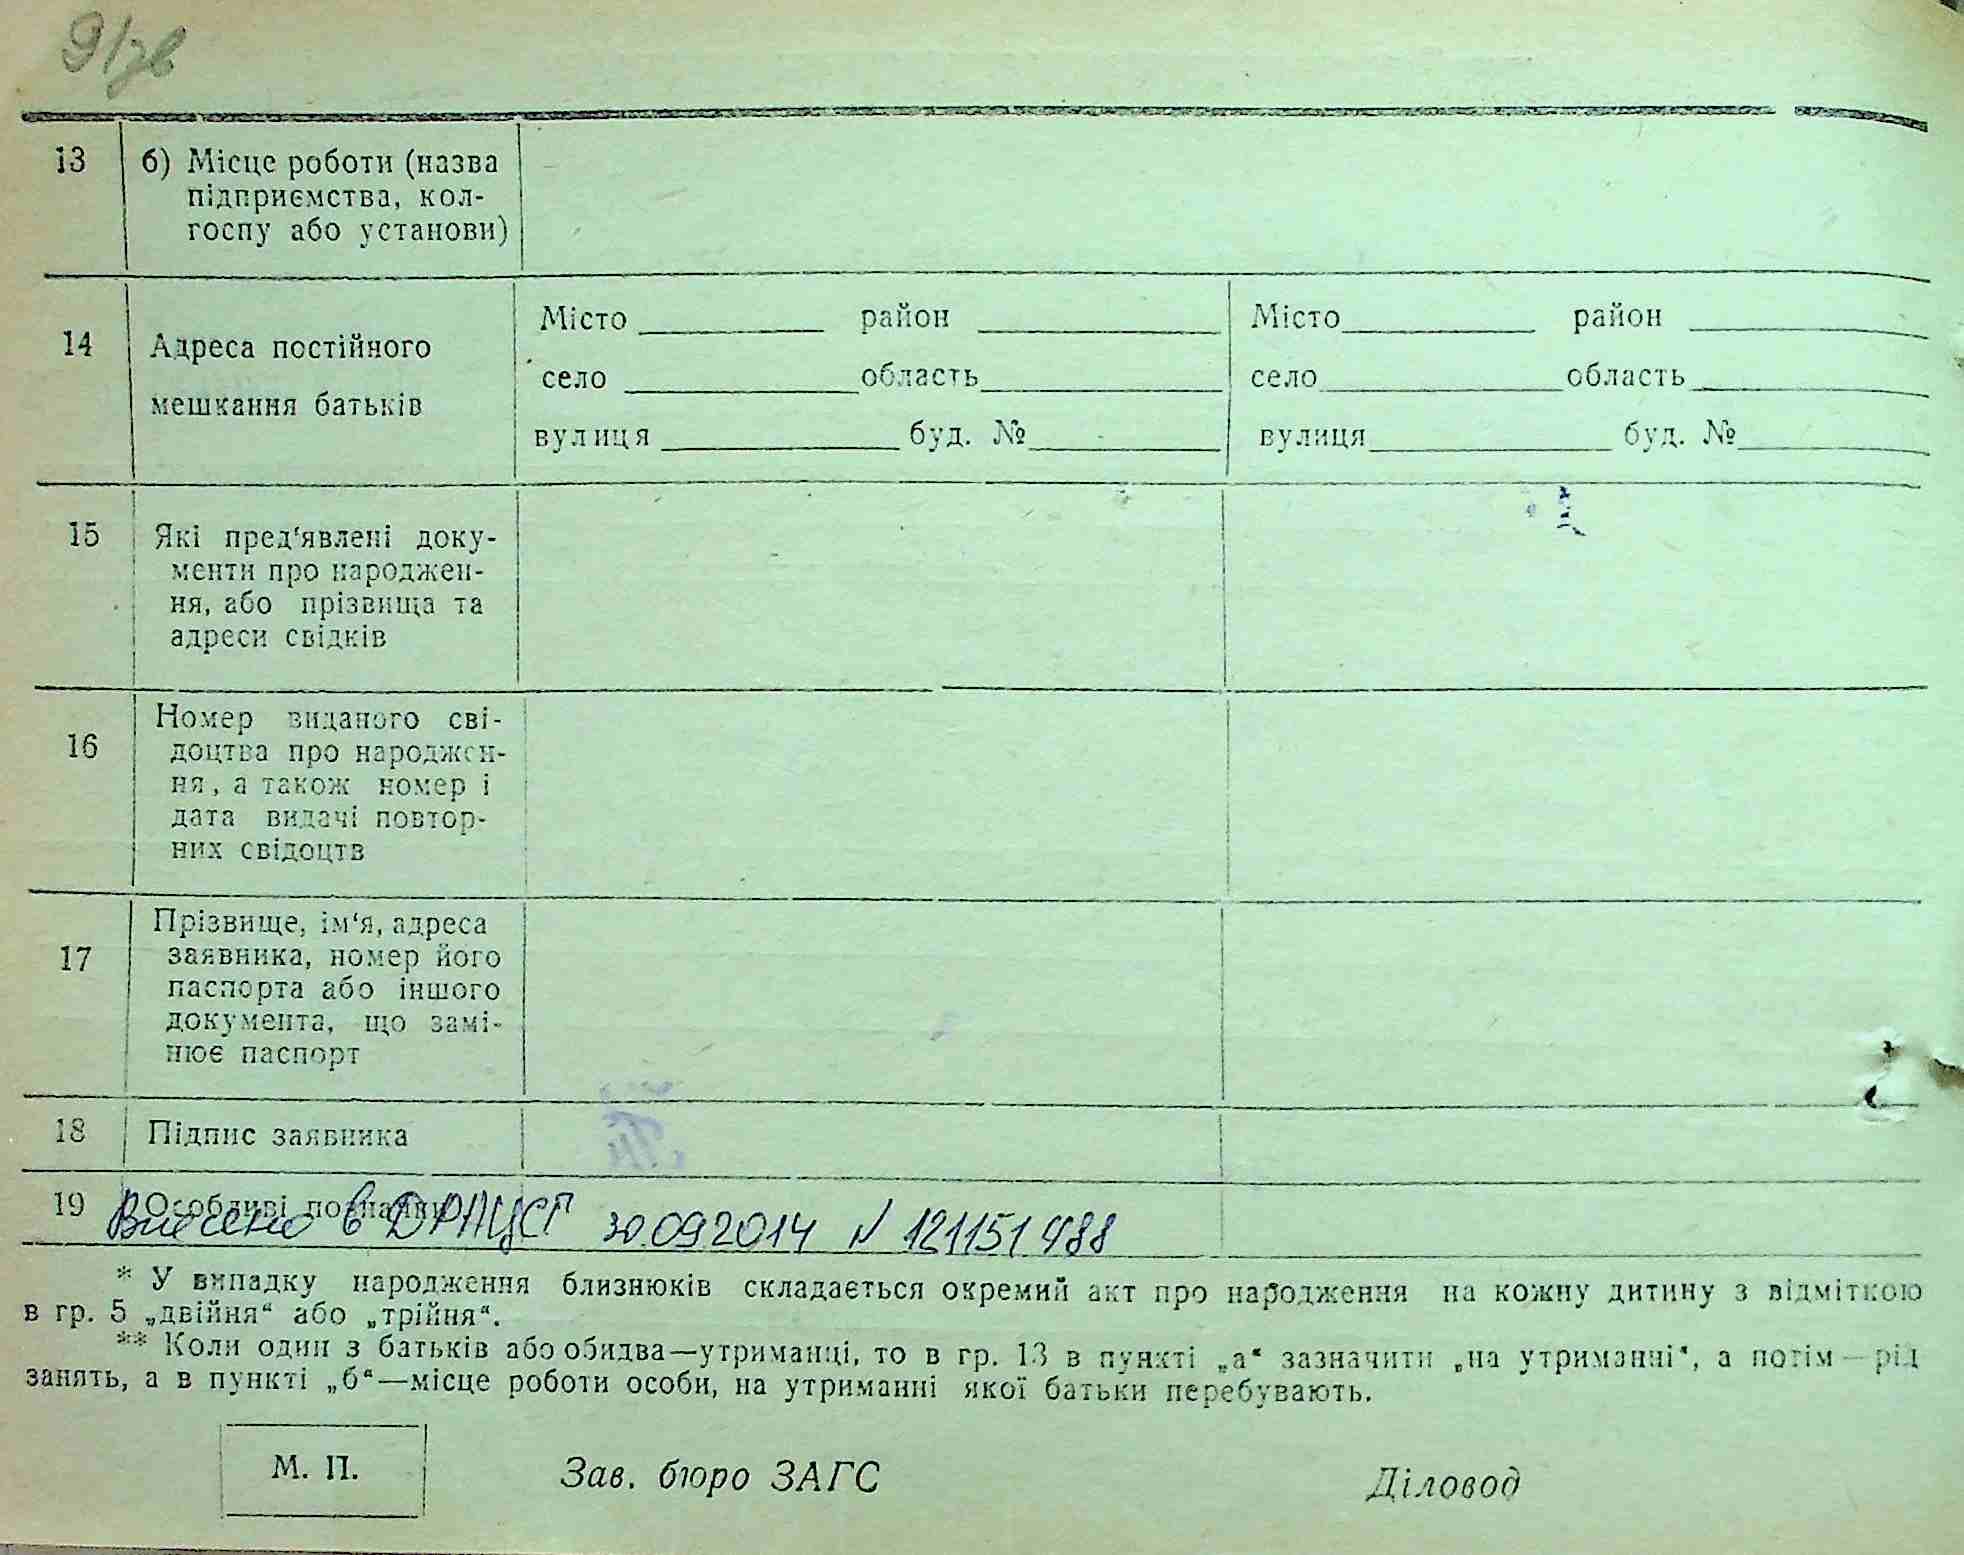 9/зв
13 б) Місце роботи (назва
підприємства, кол-
госпу або установи)
14 Адреса постійного
мешкання батьків
Місто район
село область
вулиця буд. №
Місто район
село область
вулиця буд. №
15 Які пред‘явлені доку-
менти про народжен-
ня, або прізвища та
адреси свідків
16 Номер виданого сві-
доцтва про народжен-
ня, а також номер і
дата видачі повтор-
них свідоцтв
17 Прізвище, ім‘я, адреса
заявника, номер його
паспорта або іншого
документа, що замі-
нює паспорт
18 Підпис заявника
19 Особливі позначки
Внесено в ДРАЦСГ 30.09.2014 N 121151988
* У випадку народження близнюків складається окремий акт про народження на кожну дитину з відміткою
в гр. 5 „двійня“ або „трійня“.
** Коли один з батьків або обидва—утриманці, то в гр. 13 в пункті „а“ зазначити „на утриманні“, а потім—рід
занять, а в пункті „б“—місце роботи особи, на утриманні якої батьки перебувають.
М. П.
Зав. бюро ЗАГС
Діловод